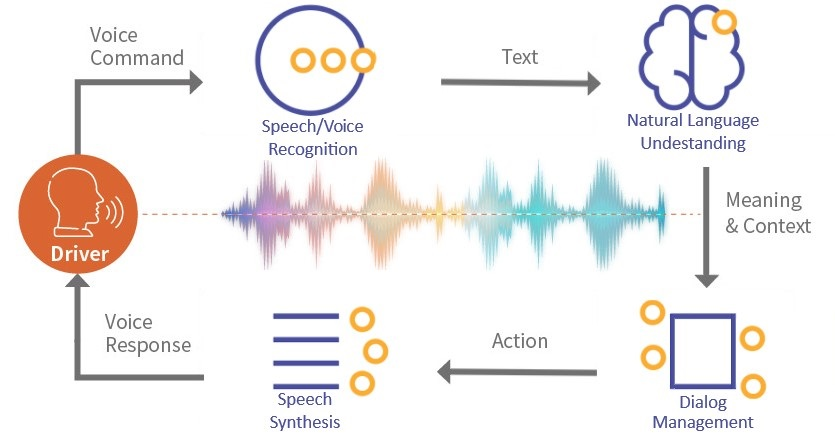 Voice
Command
Text
Speech/Voice
Recognition
Natural Language
Undestanding
Meaning
& Context
Driver
Voice
Response
Action
Speech
Synthesis
Dialog
Management